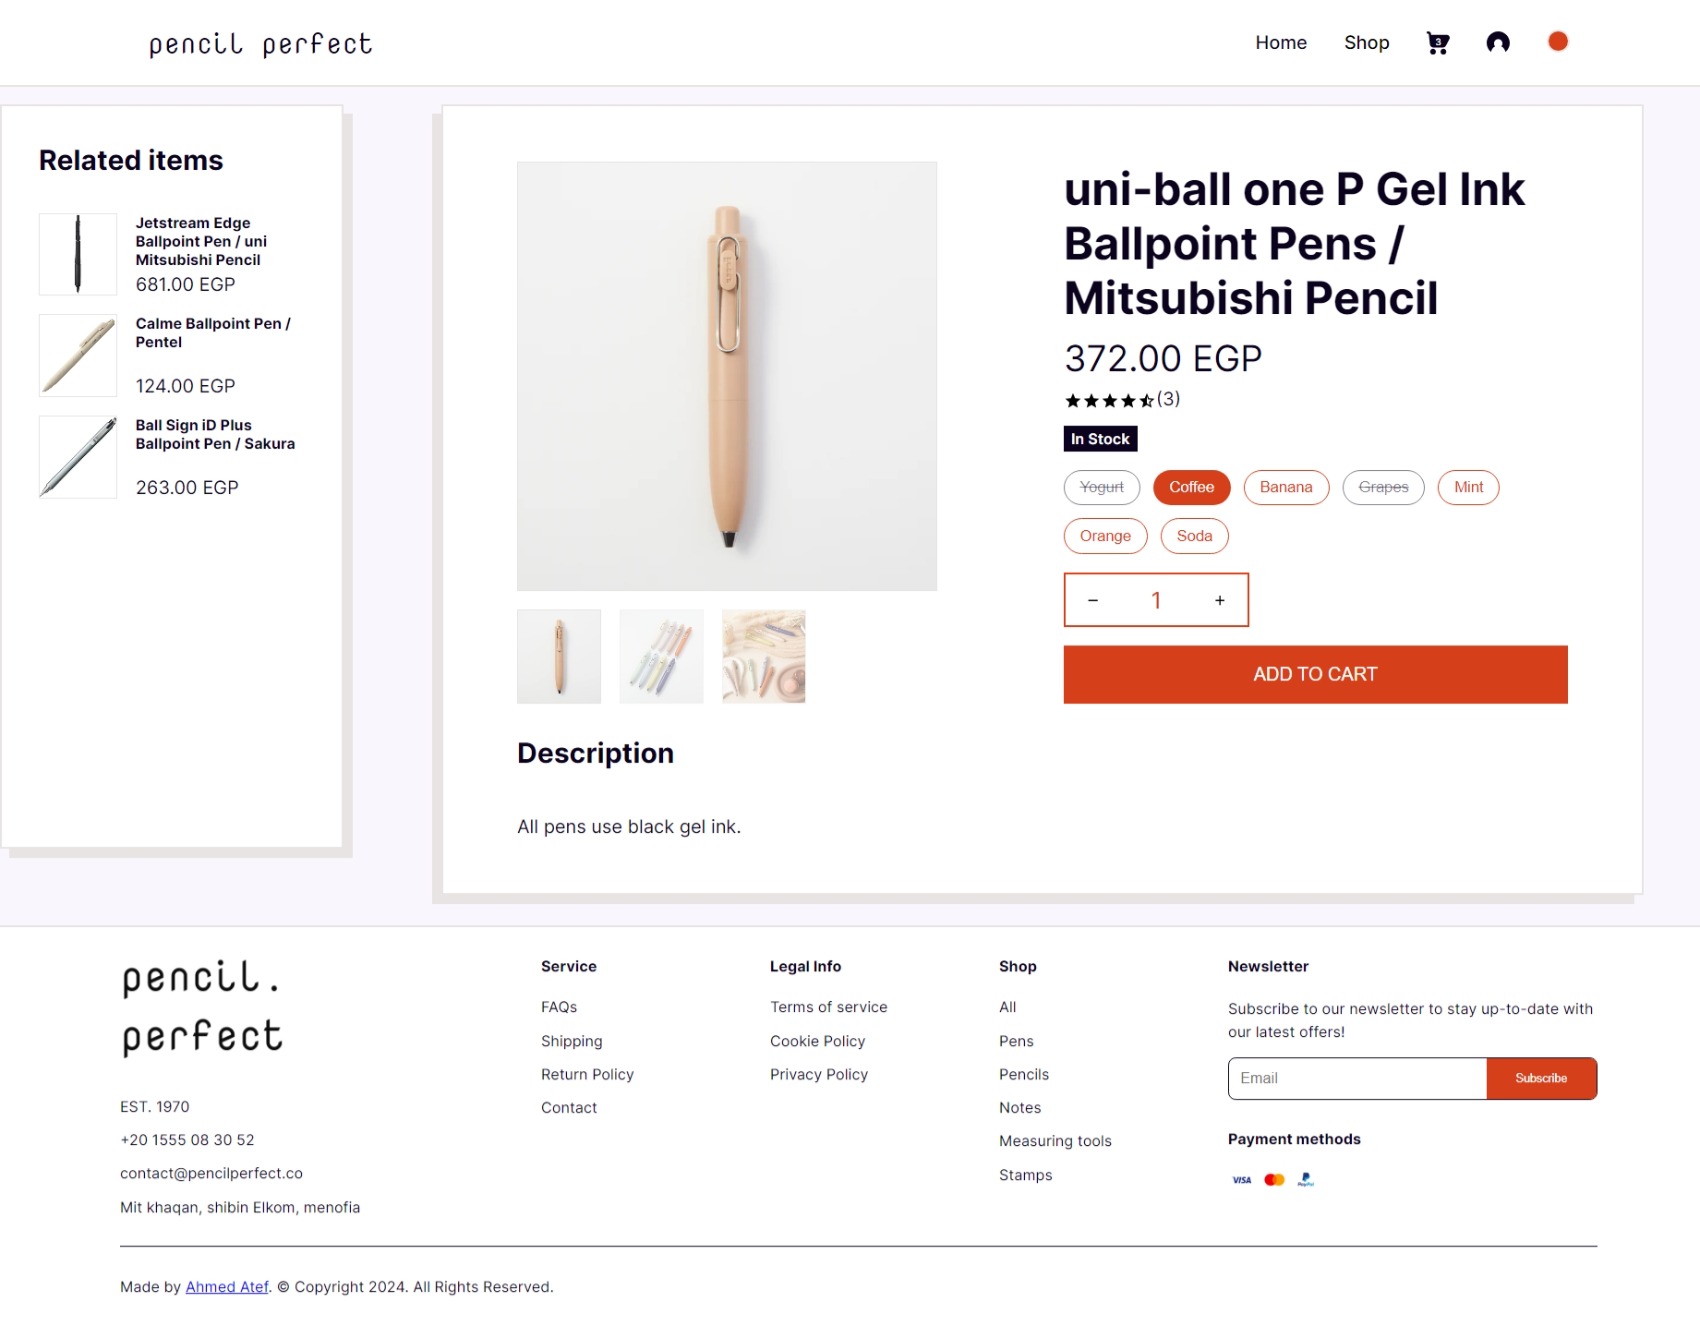 pencil perfect
Home
Shop
3
Related items
Jetstream Edge
Ballpoint Pen / uni
Mitsubishi Pencil
681.00 EGP
Calme Ballpoint Pen /
Pentel
124.00 EGP
Ball Sign iD Plus
Ballpoint Pen / Sakura
263.00 EGP
uni-ball one P Gel Ink
Ballpoint Pens /
Mitsubishi Pencil
372.00 EGP
(3)
In Stock
Yogurt
Coffee
Banana
Grapes
Mint
Orange
Soda
− 1 +
ADD TO CART
Description
All pens use black gel ink.
pencil.
perfect
EST. 1970
+20 1555 08 30 52
contact@pencilperfect.co
Mit khaqan, shibin Elkom, menofia
Service
FAQs
Shipping
Return Policy
Contact
Legal Info
Terms of service
Cookie Policy
Privacy Policy
Shop
All
Pens
Pencils
Notes
Measuring tools
Stamps
Newsletter
Subscribe to our newsletter to stay up-to-date with
our latest offers!
Email
Subscribe
Payment methods
VISA
PayPal
Made by Ahmed Atef. © Copyright 2024. All Rights Reserved.